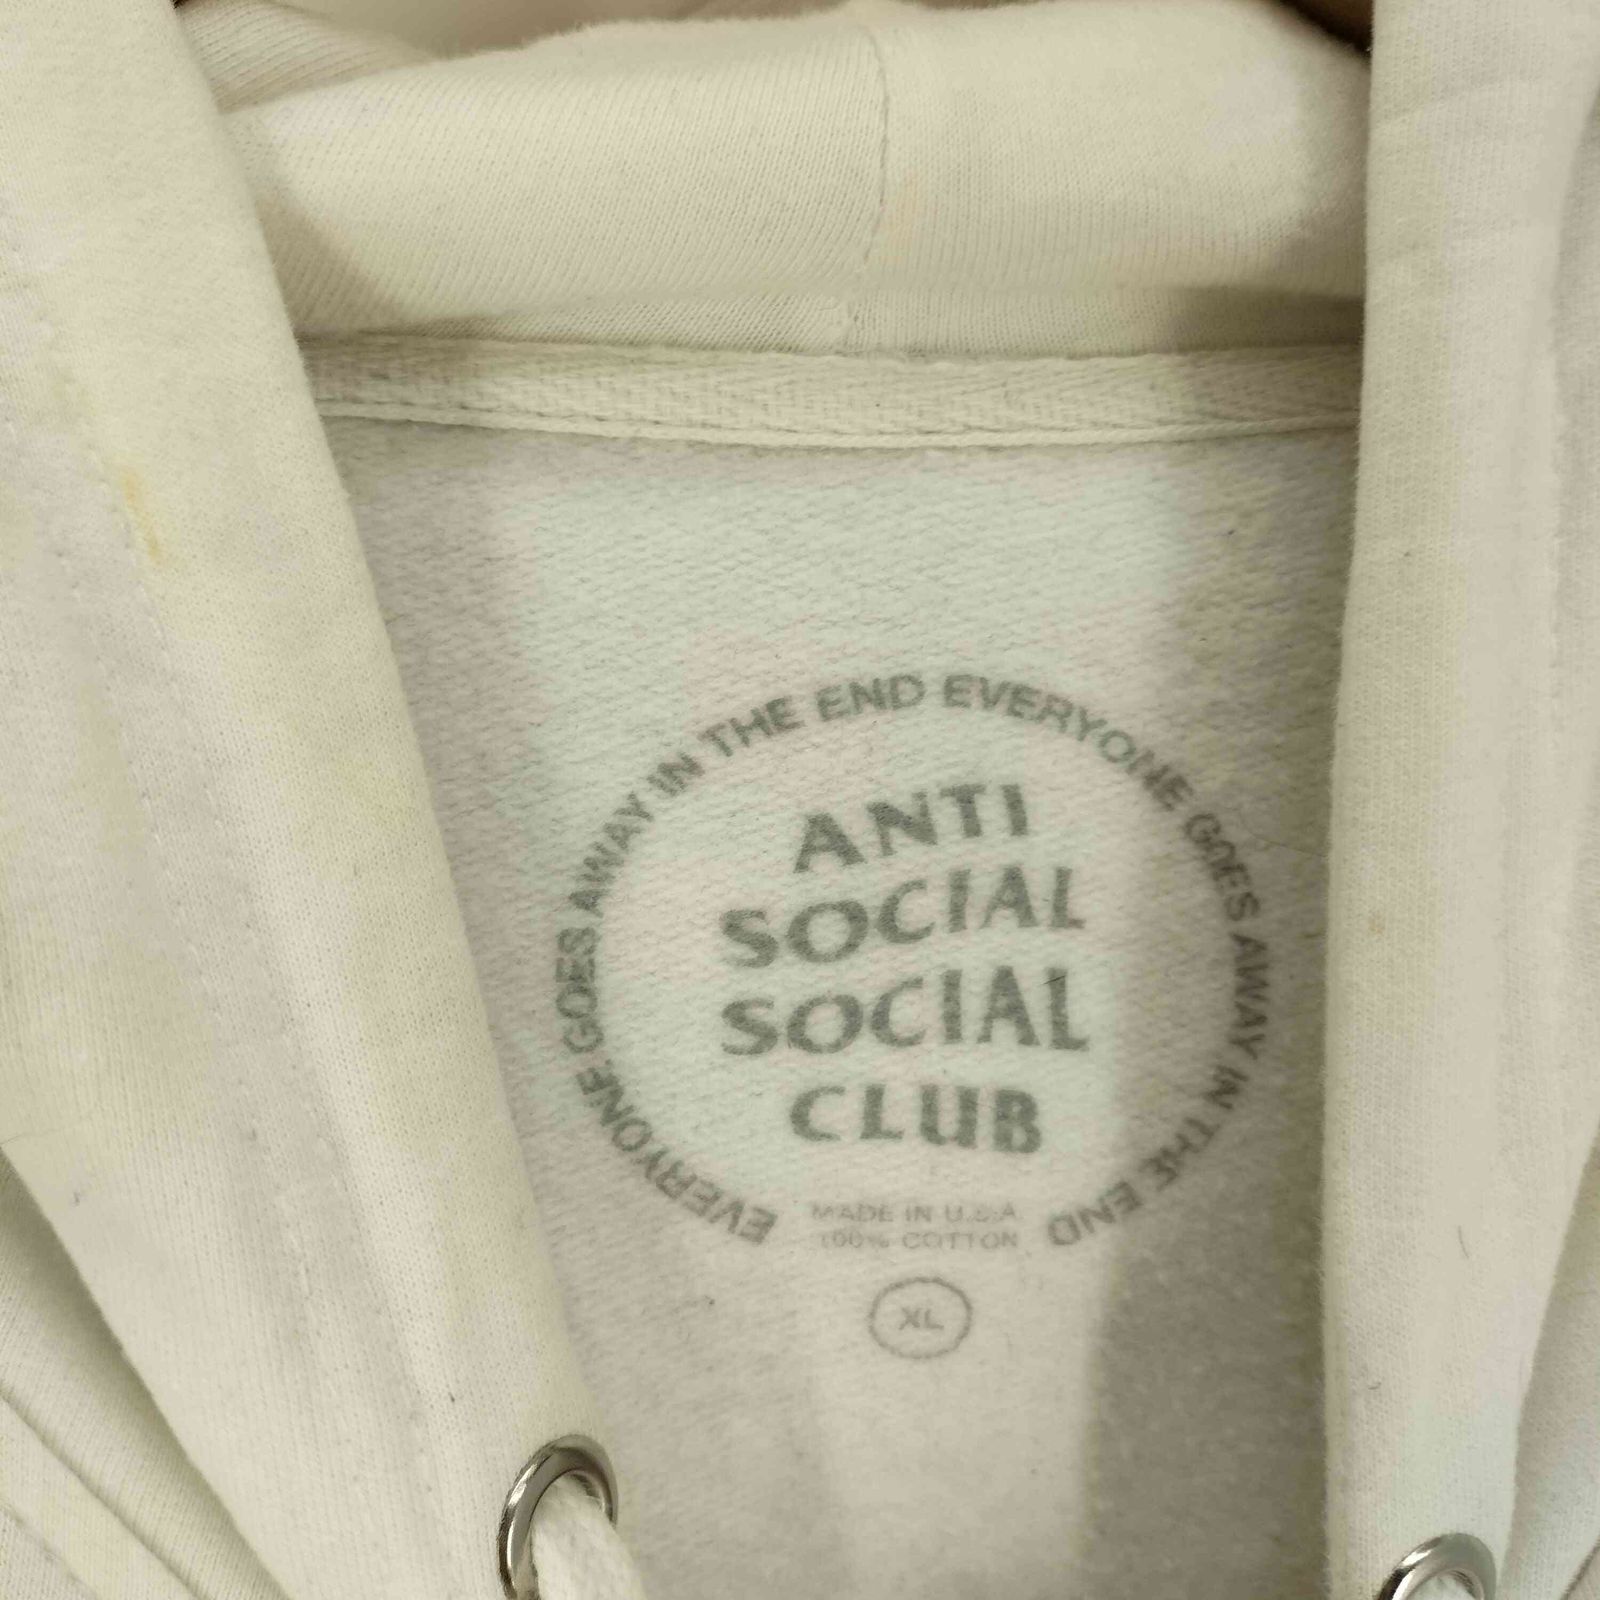 EVERYONE GOES AWAY IN THE END EVERYONE GOES AWAY IN THE END
ANTI
SOCIAL
SOCIAL
CLUB
MADE IN U.S.A.
100% COTTON
XL